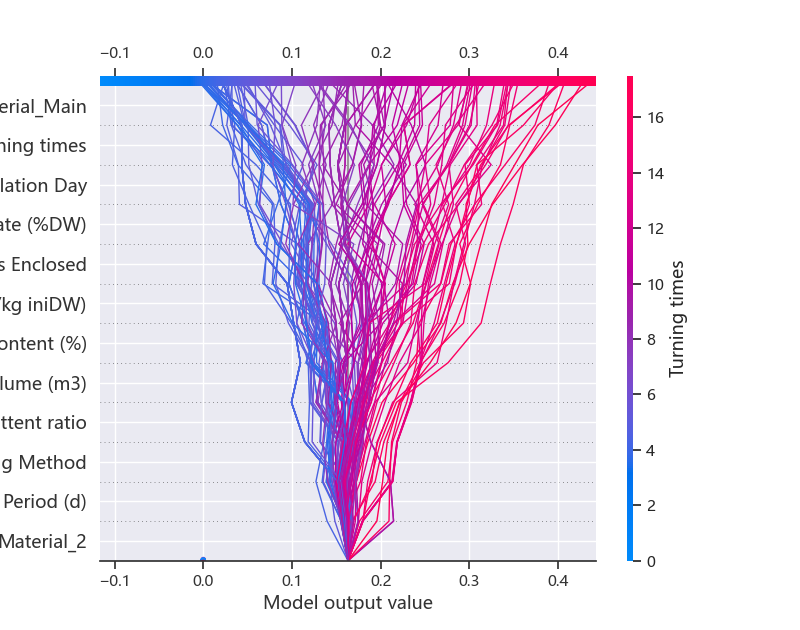 −0.1 0.0 0.1 0.2 0.3 0.4
erial_Main
ning times
lation Day
ate (%DW)
s Enclosed
/kg iniDW)
ontent (%)
lume (m3)
ttent ratio
g Method
Period (d)
Material_2
−0.1 0.0 0.1 0.2 0.3 0.4
Model output value
16
14
12
10
8
6
4
2
0
Turning times